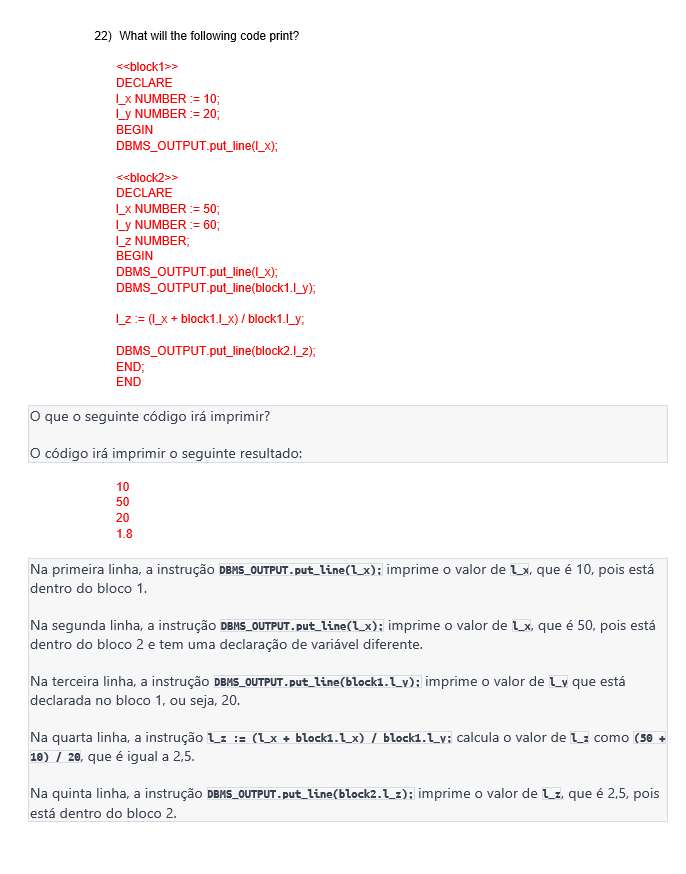 22) What will the following code print?
<<block1>>
DECLARE
l_x NUMBER := 10;
l_y NUMBER := 20;
BEGIN
DBMS_OUTPUT.put_line(l_x);
<<block2>>
DECLARE
l_x NUMBER := 50;
l_y NUMBER := 60;
l_z NUMBER;
BEGIN
DBMS_OUTPUT.put_line(l_x);
DBMS_OUTPUT.put_line(block1.l_y);
l_z := (l_x + block1.l_x) / block1.l_y;
DBMS_OUTPUT.put_line(block2.l_z);
END;
END
O que o seguinte código irá imprimir?
O código irá imprimir o seguinte resultado:
10
50
20
1.8
Na primeira linha, a instrução DBMS_OUTPUT.put_line(l_x); imprime o valor de l_x, que é 10, pois está
dentro do bloco 1.
Na segunda linha, a instrução DBMS_OUTPUT.put_line(l_x); imprime o valor de l_x, que é 50, pois está
dentro do bloco 2 e tem uma declaração de variável diferente.
Na terceira linha, a instrução DBMS_OUTPUT.put_line(block1.l_y); imprime o valor de l_y que está
declarada no bloco 1, ou seja, 20.
Na quarta linha, a instrução l_z := (l_x + block1.l_x) / block1.l_y; calcula o valor de l_z como (50 +
10) / 20, que é igual a 2,5.
Na quinta linha, a instrução DBMS_OUTPUT.put_line(block2.l_z); imprime o valor de l_z, que é 2,5, pois
está dentro do bloco 2.